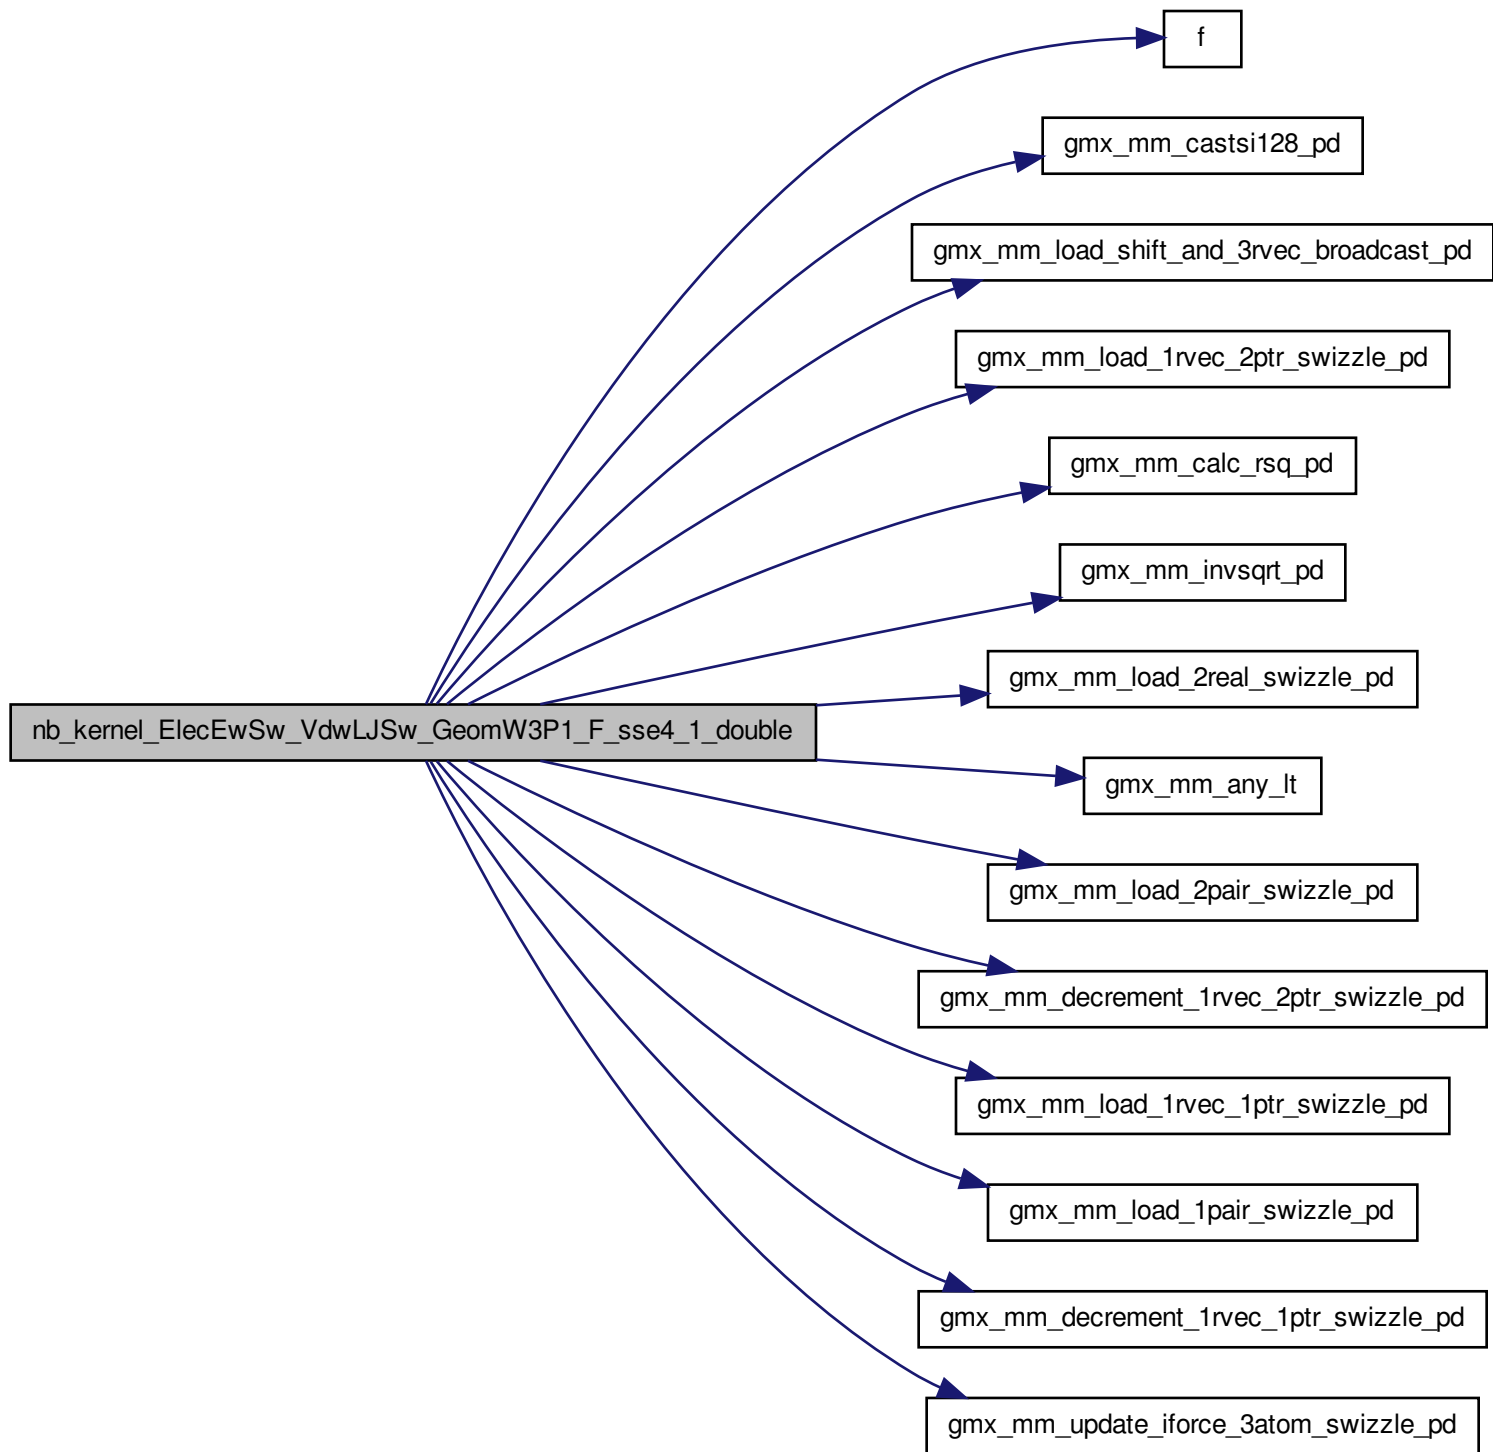 f
gmx_mm_castsi128_pd
gmx_mm_load_shift_and_3rvec_broadcast_pd
gmx_mm_load_1rvec_2ptr_swizzle_pd
gmx_mm_calc_rsq_pd
gmx_mm_invsqrt_pd
gmx_mm_load_2real_swizzle_pd
nb_kernel_ElecEwSw_VdwLJSw_GeomW3P1_F_sse4_1_double
gmx_mm_any_lt
gmx_mm_load_2pair_swizzle_pd
gmx_mm_decrement_1rvec_2ptr_swizzle_pd
gmx_mm_load_1rvec_1ptr_swizzle_pd
gmx_mm_load_1pair_swizzle_pd
gmx_mm_decrement_1rvec_1ptr_swizzle_pd
gmx_mm_update_iforce_3atom_swizzle_pd